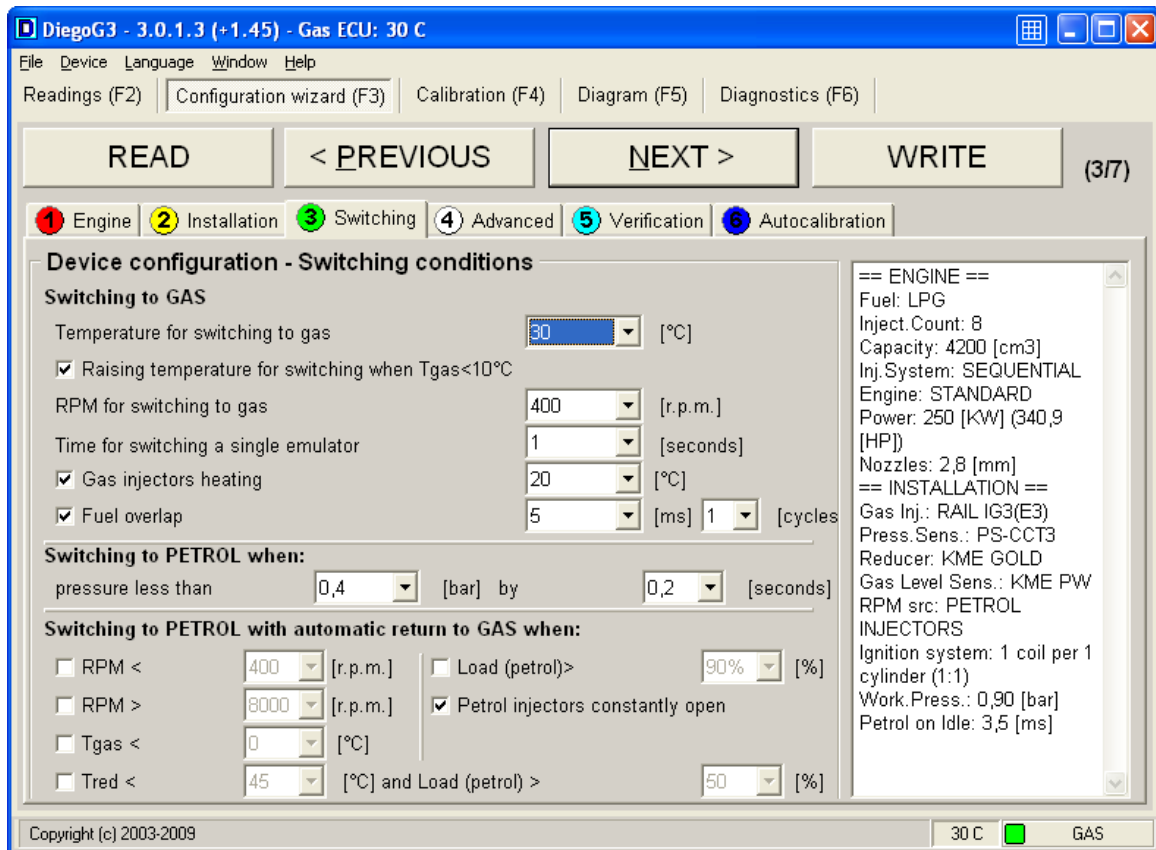 DiegoG3 - 3.0.1.3 (+1.45) - Gas ECU: 30 C
File Device Language Window Help
Readings (F2) Configuration wizard (F3) Calibration (F4) Diagram (F5) Diagnostics (F6)
READ < PREVIOUS NEXT > WRITE (3/7)
1 Engine 2 Installation 3 Switching 4 Advanced 5 Verification 6 Autocalibration
Device configuration - Switching conditions
Switching to GAS
Temperature for switching to gas 30 [°C]
Raising temperature for switching when Tgas<10°C
RPM for switching to gas 400 [r.p.m.]
Time for switching a single emulator 1 [seconds]
Gas injectors heating 20 [°C]
Fuel overlap 5 [ms] 1 [cycles
Switching to PETROL when:
pressure less than 0,4 [bar] by 0,2 [seconds]
Switching to PETROL with automatic return to GAS when:
RPM < 400 [r.p.m.] Load (petrol)> 90% [%]
RPM > 8000 [r.p.m.] Petrol injectors constantly open
Tgas < 0 [°C]
Tred < 45 [°C] and Load (petrol) > 50 [%]
== ENGINE ==
Fuel: LPG
Inject.Count: 8
Capacity: 4200 [cm3]
Inj.System: SEQUENTIAL
Engine: STANDARD
Power: 250 [KW] (340,9
[HP])
Nozzles: 2,8 [mm]
== INSTALLATION ==
Gas Inj.: RAIL IG3(E3)
Press.Sens.: PS-CCT3
Reducer: KME GOLD
Gas Level Sens.: KME PW
RPM src: PETROL
INJECTORS
Ignition system: 1 coil per 1
cylinder (1:1)
Work.Press.: 0,90 [bar]
Petrol on Idle: 3,5 [ms]
Copyright (c) 2003-2009 30 C GAS